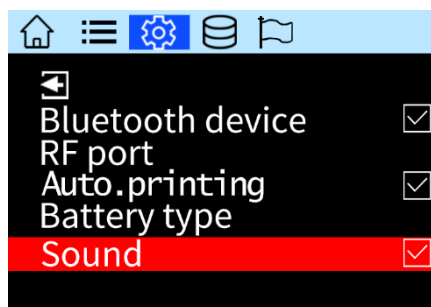 Bluetooth device
RF port
Auto.printing
Battery type
Sound